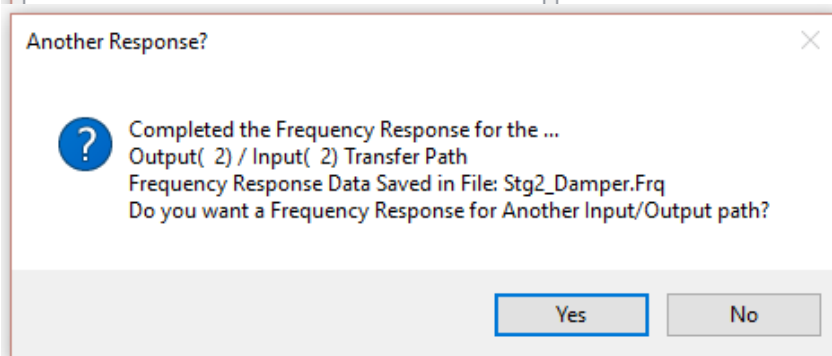 Another Response?
Completed the Frequency Response for the ...
Output(  2) / Input(  2) Transfer Path
Frequency Response Data Saved in File: Stg2_Damper.Frq
Do you want a Frequency Response for Another Input/Output path?
Yes
No